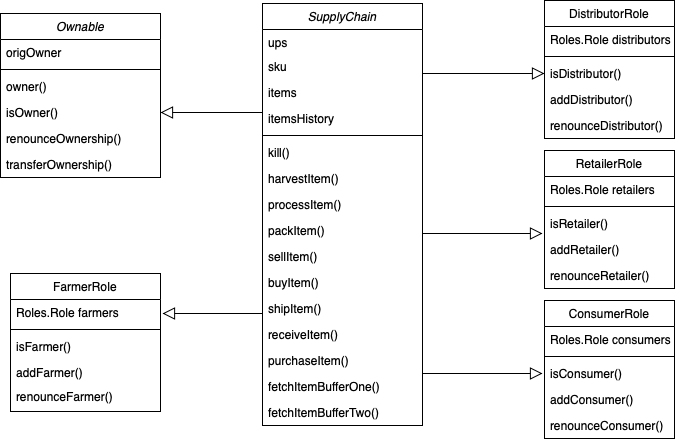 Ownable
origOwner
owner()
isOwner()
renounceOwnership()
transferOwnership()
FarmerRole
Roles.Role farmers
isFarmer()
addFarmer()
renounceFarmer()
SupplyChain
ups
sku
items
itemsHistory
kill()
harvestItem()
processItem()
packItem()
sellItem()
buyItem()
shipItem()
receiveItem()
purchaseItem()
fetchItemBufferOne()
fetchItemBufferTwo()
DistributorRole
Roles.Role distributors
isDistributor()
addDistributor()
renounceDistributor()
RetailerRole
Roles.Role retailers
isRetailer()
addRetailer()
renounceRetailer()
ConsumerRole
Roles.Role consumers
isConsumer()
addConsumer()
renounceConsumer()